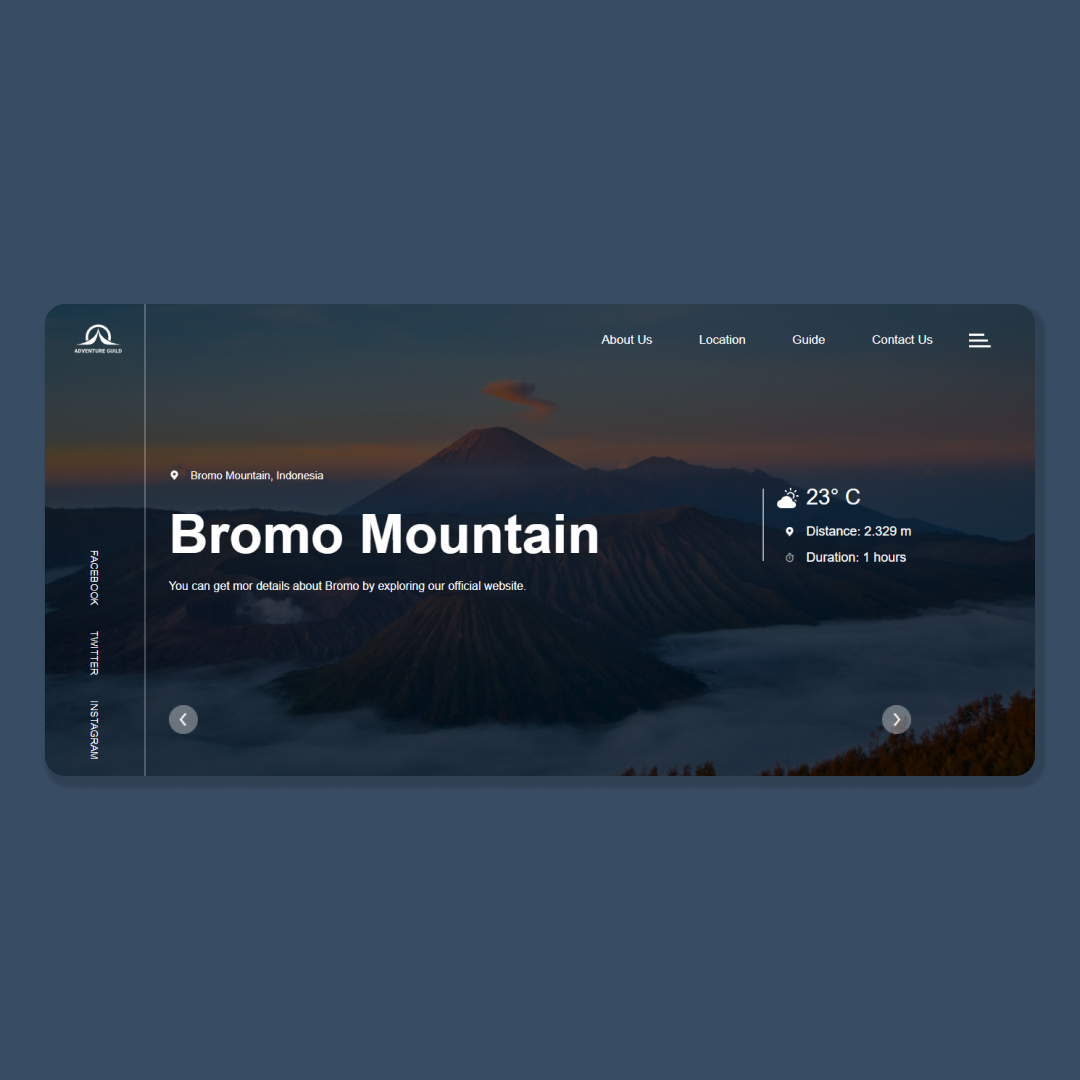 ADVENTURE GUILD
About Us
Location
Guide
Contact Us
Bromo Mountain, Indonesia
Bromo Mountain
You can get mor details about Bromo by exploring our official website.
23° C
Distance: 2.329 m
Duration: 1 hours
FACEBOOK
TWITTER
INSTAGRAM